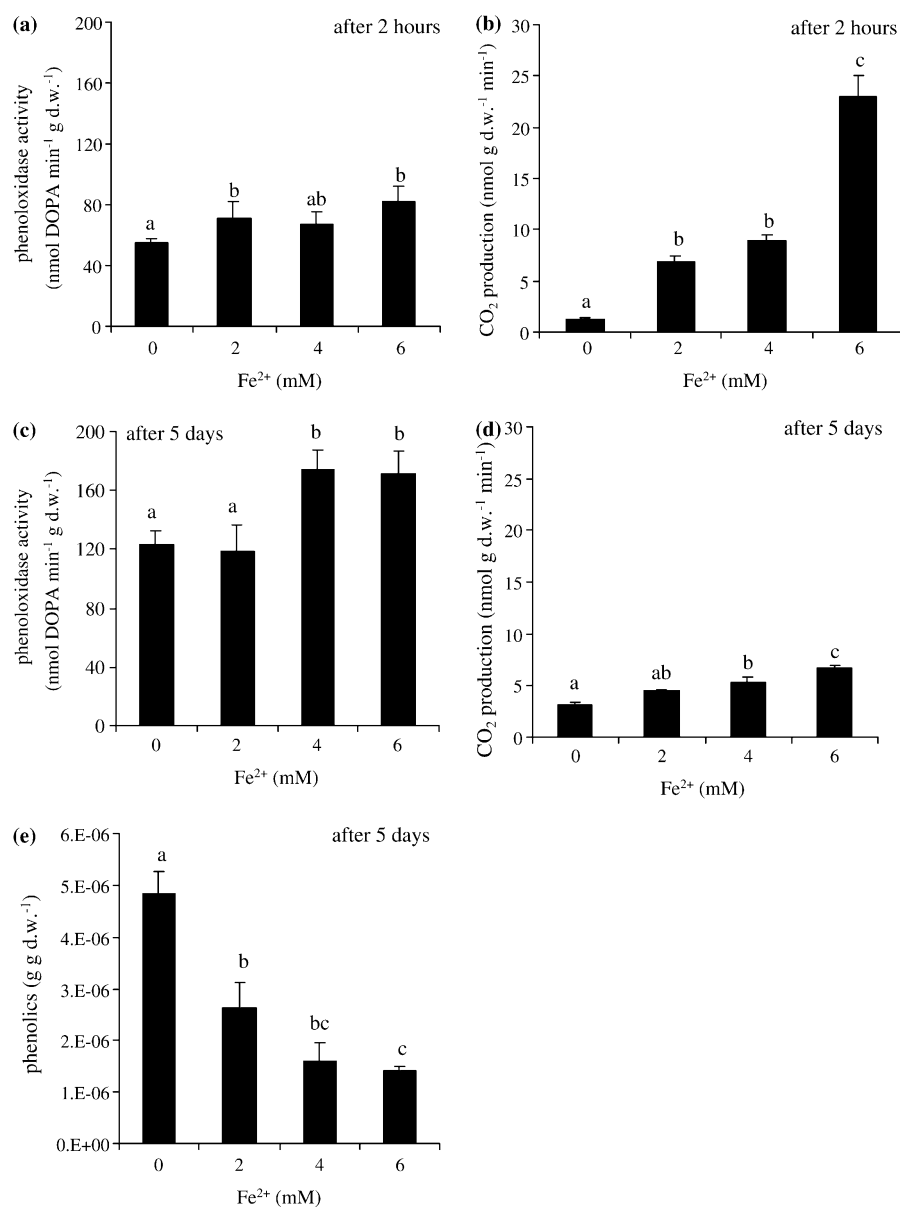 (a)
after 2 hours
phenoloxidase activity
(nmol DOPA min⁻¹ g d.w.⁻¹)
200
160
120
80
40
0
a
b
ab
b
0 2 4 6
Fe²⁺ (mM)
(b)
after 2 hours
CO₂ production (nmol g d.w.⁻¹ min⁻¹)
30
25
20
15
10
5
0
a
b
b
c
0 2 4 6
Fe²⁺ (mM)
(c)
after 5 days
phenoloxidase activity
(nmol DOPA min⁻¹ g d.w.⁻¹)
200
160
120
80
40
0
a
a
b
b
0 2 4 6
Fe²⁺ (mM)
(d)
after 5 days
CO₂ production (nmol g d.w.⁻¹ min⁻¹)
30
25
20
15
10
5
0
a
ab
b
c
0 2 4 6
Fe²⁺ (mM)
(e)
after 5 days
phenolics (g g d.w.⁻¹)
6.E-06
5.E-06
4.E-06
3.E-06
2.E-06
1.E-06
0.E+00
a
b
bc
c
0 2 4 6
Fe²⁺ (mM)